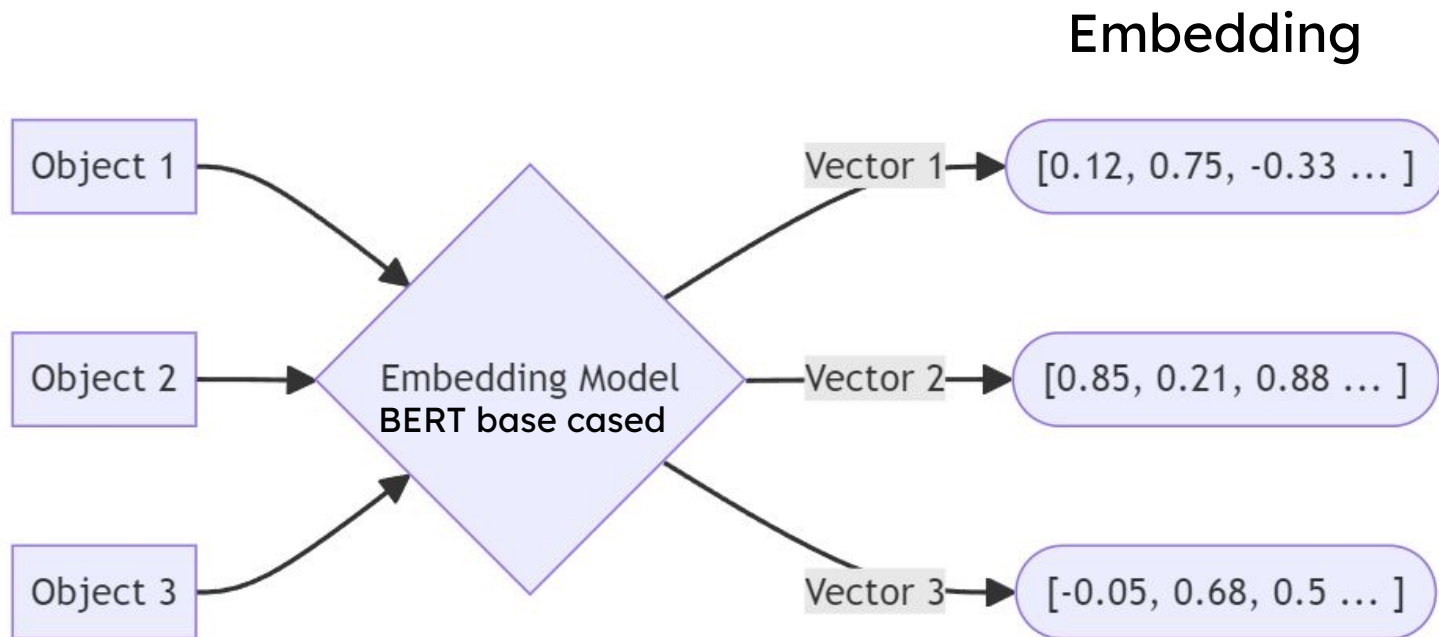 Embedding
Object 1
Vector 1
[0.12, 0.75, -0.33 ... ]
Object 2
Embedding Model
BERT base cased
Vector 2
[0.85, 0.21, 0.88 ... ]
Object 3
Vector 3
[-0.05, 0.68, 0.5 ... ]